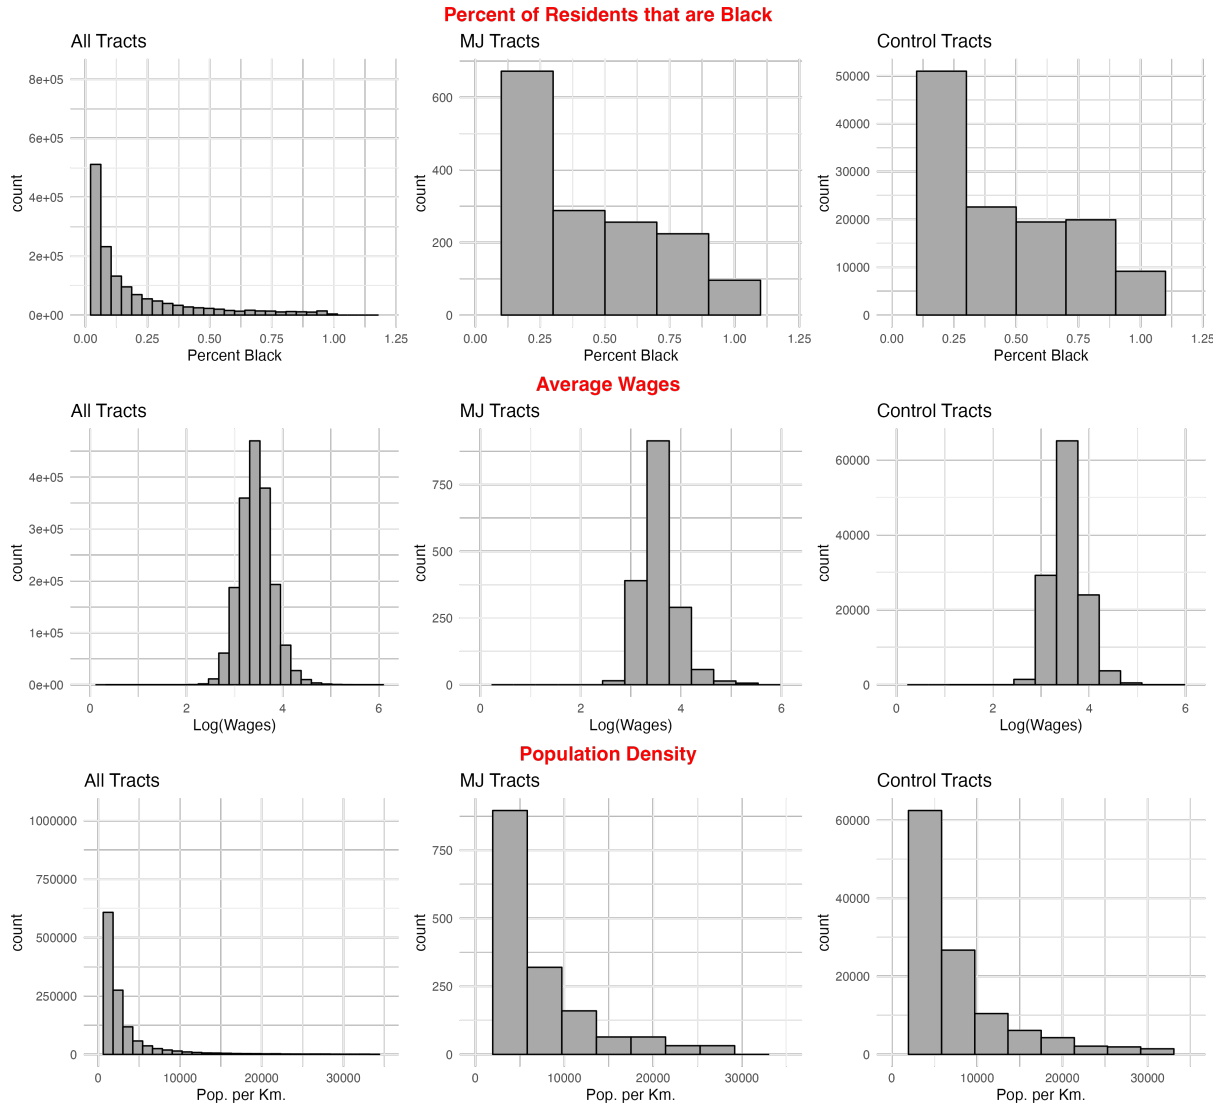 Percent of Residents that are Black
All Tracts
MJ Tracts
Control Tracts
8e+05
6e+05
4e+05
2e+05
0e+00
count
0.00 0.25 0.50 0.75 1.00 1.25
Percent Black
600
400
200
0
count
0.00 0.25 0.50 0.75 1.00 1.25
Percent Black
50000
40000
30000
20000
10000
0
count
0.00 0.25 0.50 0.75 1.00 1.25
Percent Black
Average Wages
All Tracts
MJ Tracts
Control Tracts
4e+05
3e+05
2e+05
1e+05
0e+00
count
0 2 4 6
Log(Wages)
750
500
250
0
count
0 2 4 6
Log(Wages)
60000
40000
20000
0
count
0 2 4 6
Log(Wages)
Population Density
All Tracts
MJ Tracts
Control Tracts
1000000
750000
500000
250000
0
count
0 10000 20000 30000
Pop. per Km.
750
500
250
0
count
0 10000 20000 30000
Pop. per Km.
60000
40000
20000
0
count
0 10000 20000 30000
Pop. per Km.